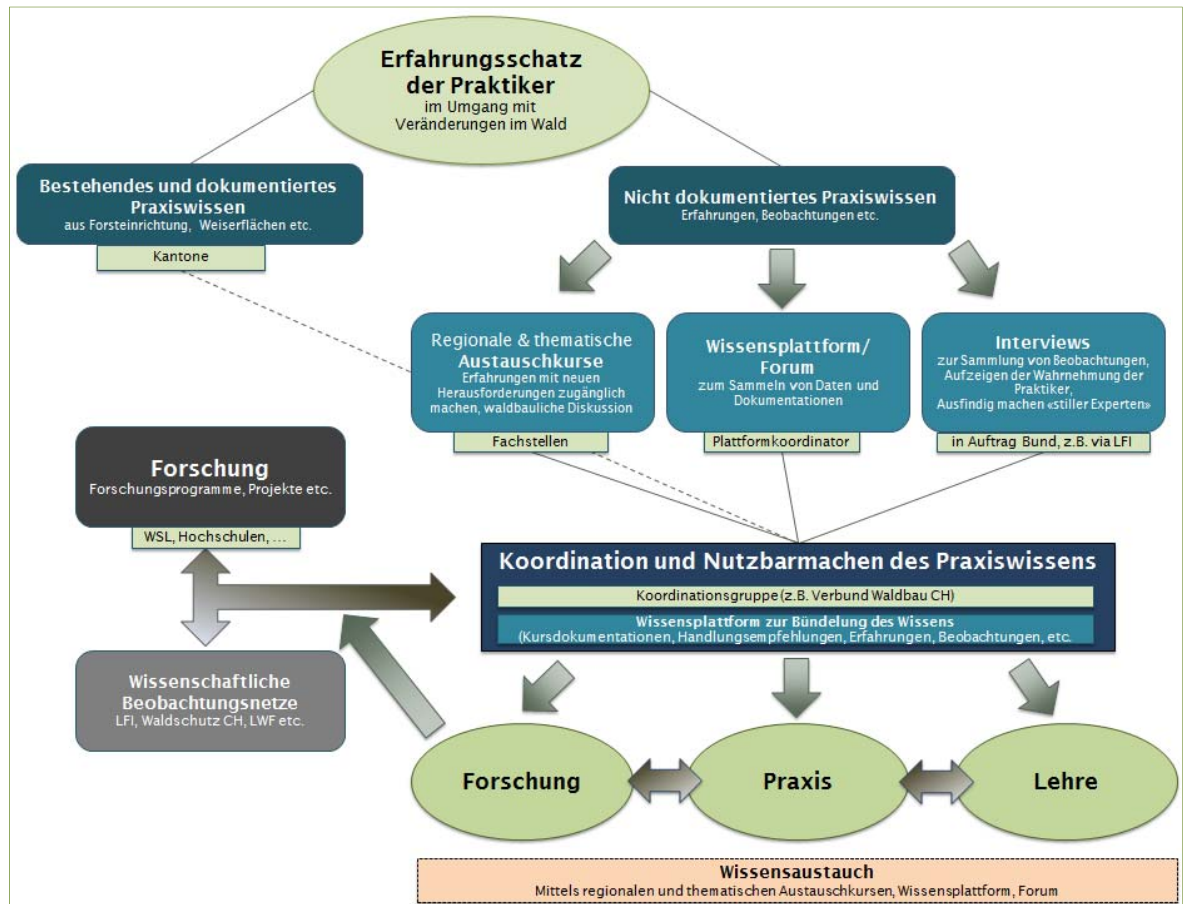 Erfahrungsschatz
der Praktiker
im Umgang mit
Veränderungen im Wald
Bestehendes und dokumentiertes
Praxiswissen
aus Forsteinrichtung, Weiserflächen etc.
Kantone
Nicht dokumentiertes Praxiswissen
Erfahrungen, Beobachtungen etc.
Regionale & thematische
Austauschkurse
Erfahrungen mit neuen
Herausforderungen zugänglich
machen, waldbauliche Diskussion
Fachstellen
Wissensplattform/
Forum
zum Sammeln von Daten und
Dokumentationen
Plattformkoordinator
Interviews
zur Sammlung von Beobachtungen,
Aufzeigen der Wahrnehmung der
Praktiker,
Ausfindig machen «stiller Experten»
in Auftrag Bund, z.B. via LFI
Forschung
Forschungsprogramme, Projekte etc.
WSL, Hochschulen, ...
Koordination und Nutzbarmachen des Praxiswissens
Koordinationsgruppe (z.B. Verbund Waldbau CH)
Wissensplattform zur Bündelung des Wissens
(Kursdokumentationen, Handlungsempfehlungen, Erfahrungen, Beobachtungen, etc.
Wissenschaftliche
Beobachtungsnetze
LFI, Waldschutz CH, LWF etc.
Forschung
Praxis
Lehre
Wissensaustauch
Mittels regionalen und thematischen Austauschkursen, Wissensplattform, Forum